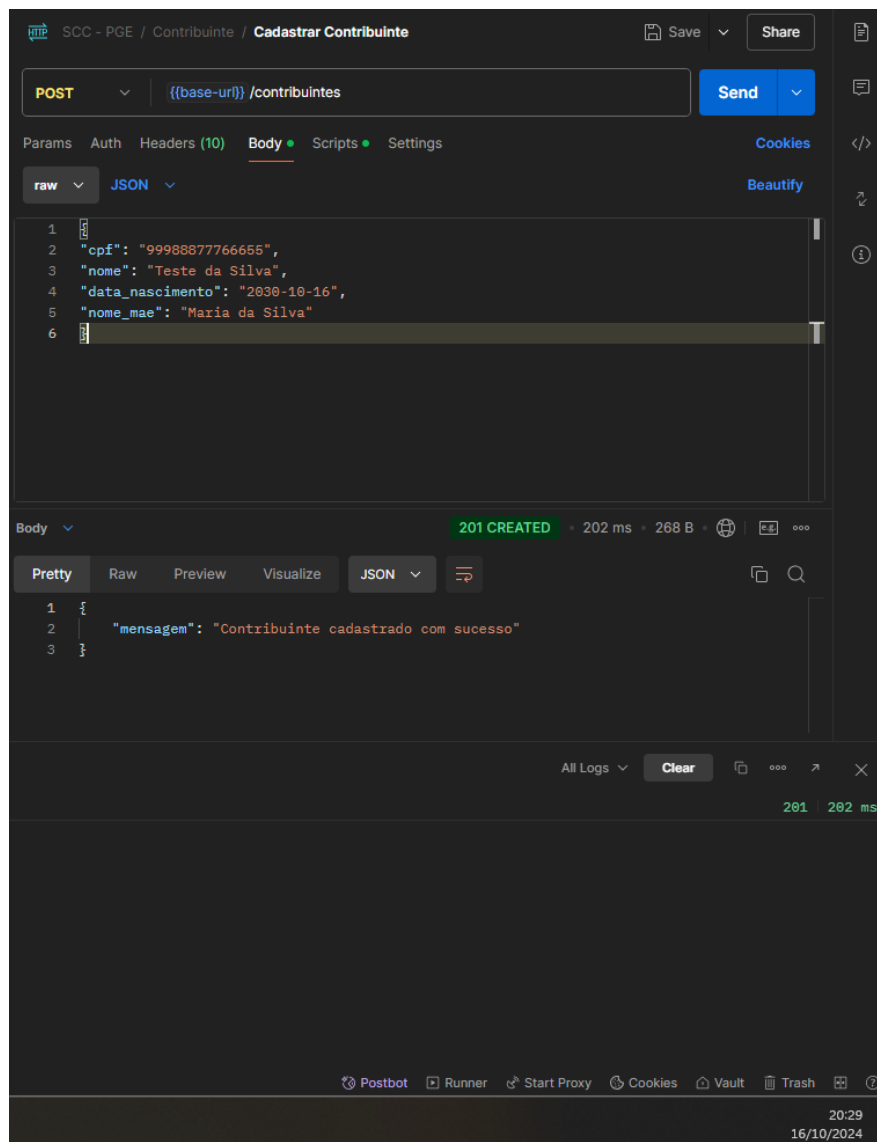 HTTP SCC - PGE / Contribuinte / Cadastrar Contribuinte Save Share
POST {{base-url}} /contribuintes Send
Params Auth Headers (10) Body Scripts Settings Cookies
raw JSON Beautify
1 {
2 "cpf": "99988877766655",
3 "nome": "Teste da Silva",
4 "data_nascimento": "2030-10-16",
5 "nome_mae": "Maria da Silva"
6 }
Body 201 CREATED • 202 ms • 268 B • e.g. ooo
Pretty Raw Preview Visualize JSON
1 {
2 "mensagem": "Contribuinte cadastrado com sucesso"
3 }
All Logs Clear
201 202 ms
Postbot Runner Start Proxy Cookies Vault Trash
20:29
16/10/2024